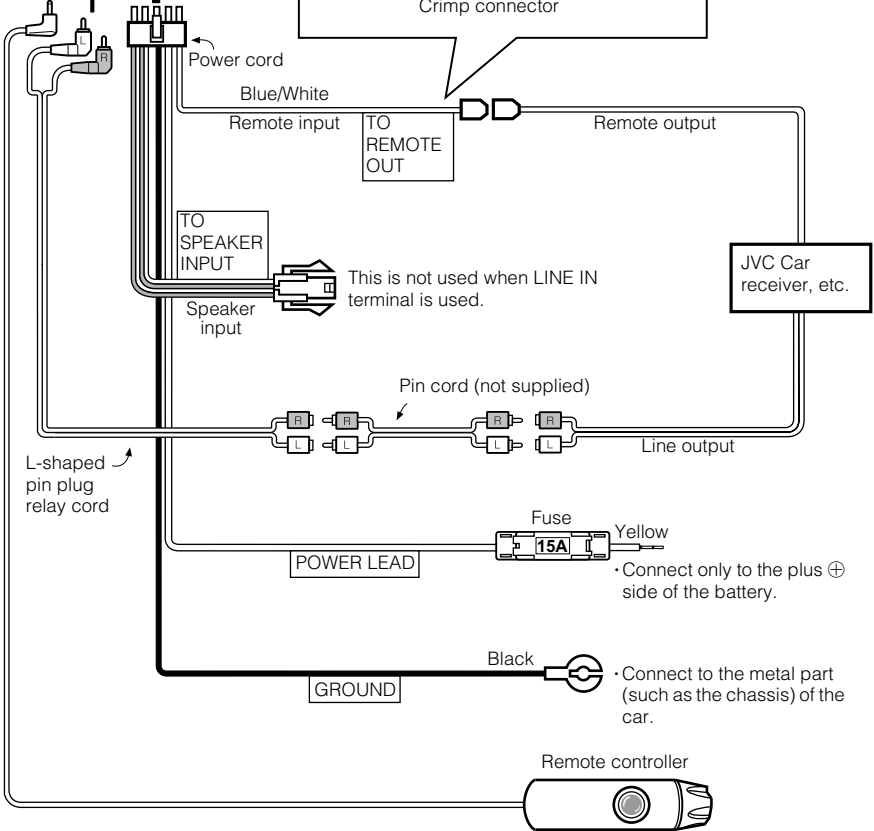 Crimp connector
L
R
Power cord
Blue/White
Remote input
TO
REMOTE
OUT
Remote output
TO
SPEAKER
INPUT
This is not used when LINE IN
terminal is used.
JVC Car
receiver, etc.
Speaker
input
Pin cord (not supplied)
R R R R
L L L L
Line output
L-shaped
pin plug
relay cord
Fuse
15A
Yellow
POWER LEAD
· Connect only to the plus ⊕
side of the battery.
Black
GROUND
· Connect to the metal part
(such as the chassis) of the
car.
Remote controller